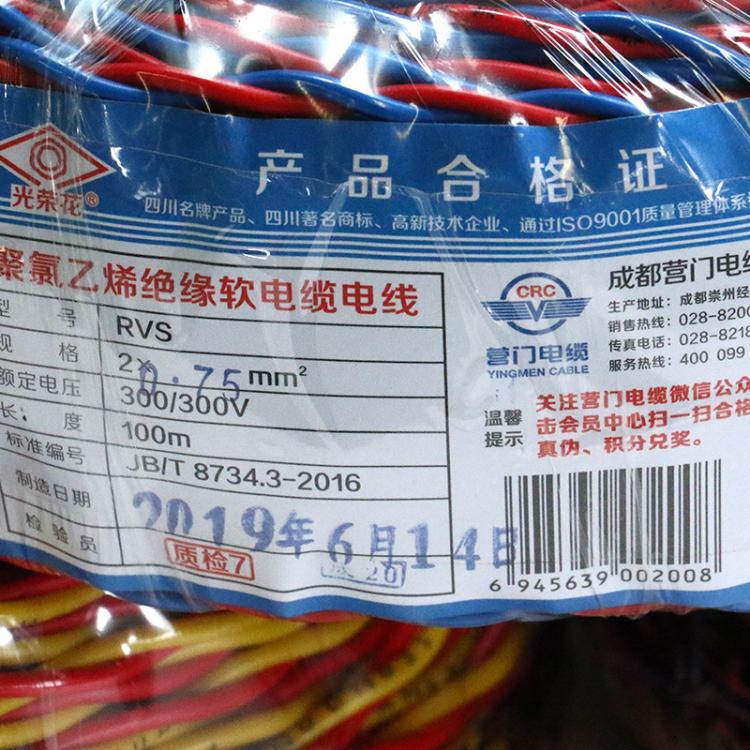 产品合格证
光荣花®
四川名牌产品、四川著名商标、高新技术企业、通过ISO9001质量管理体系
聚氯乙烯绝缘软电缆电线
型号 RVS
规格 2× 0.75 mm²
额定电压 300/300V
长度 100m
标准编号 JB/T 8734.3-2016
制造日期 2019年6月14日
检验员 质检7
CRC
营门电缆
YINGMEN CABLE
成都营门电缆
生产地址：成都崇州经
销售热线：028-8200
传真电话：028-8218
服务热线：400 099
温馨提示
关注营门电缆微信公众
击会员中心扫一扫合格
真伪、积分兑奖。
6 945639 002008